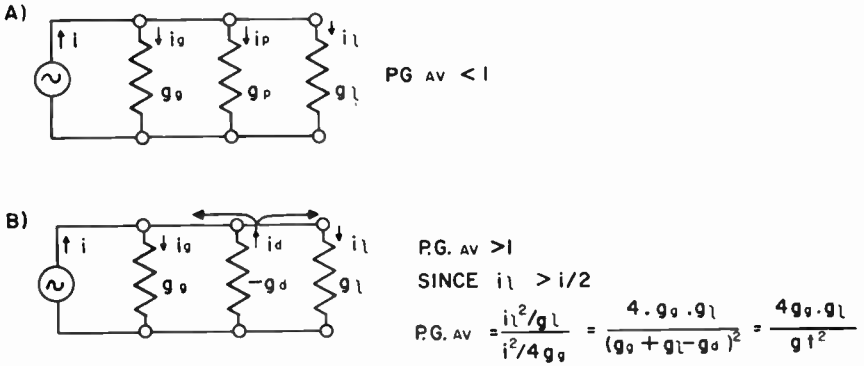 A)
i ig ip il
~ gg gp gl
PG AV < 1
B)
i ig id il
~ gg -gd gl
P.G. AV >1
SINCE il > i/2
P.G. AV = il²/gl / i²/4gg = 4.gg.gl / (gg + gl-gd)² = 4gg.gl / gt²